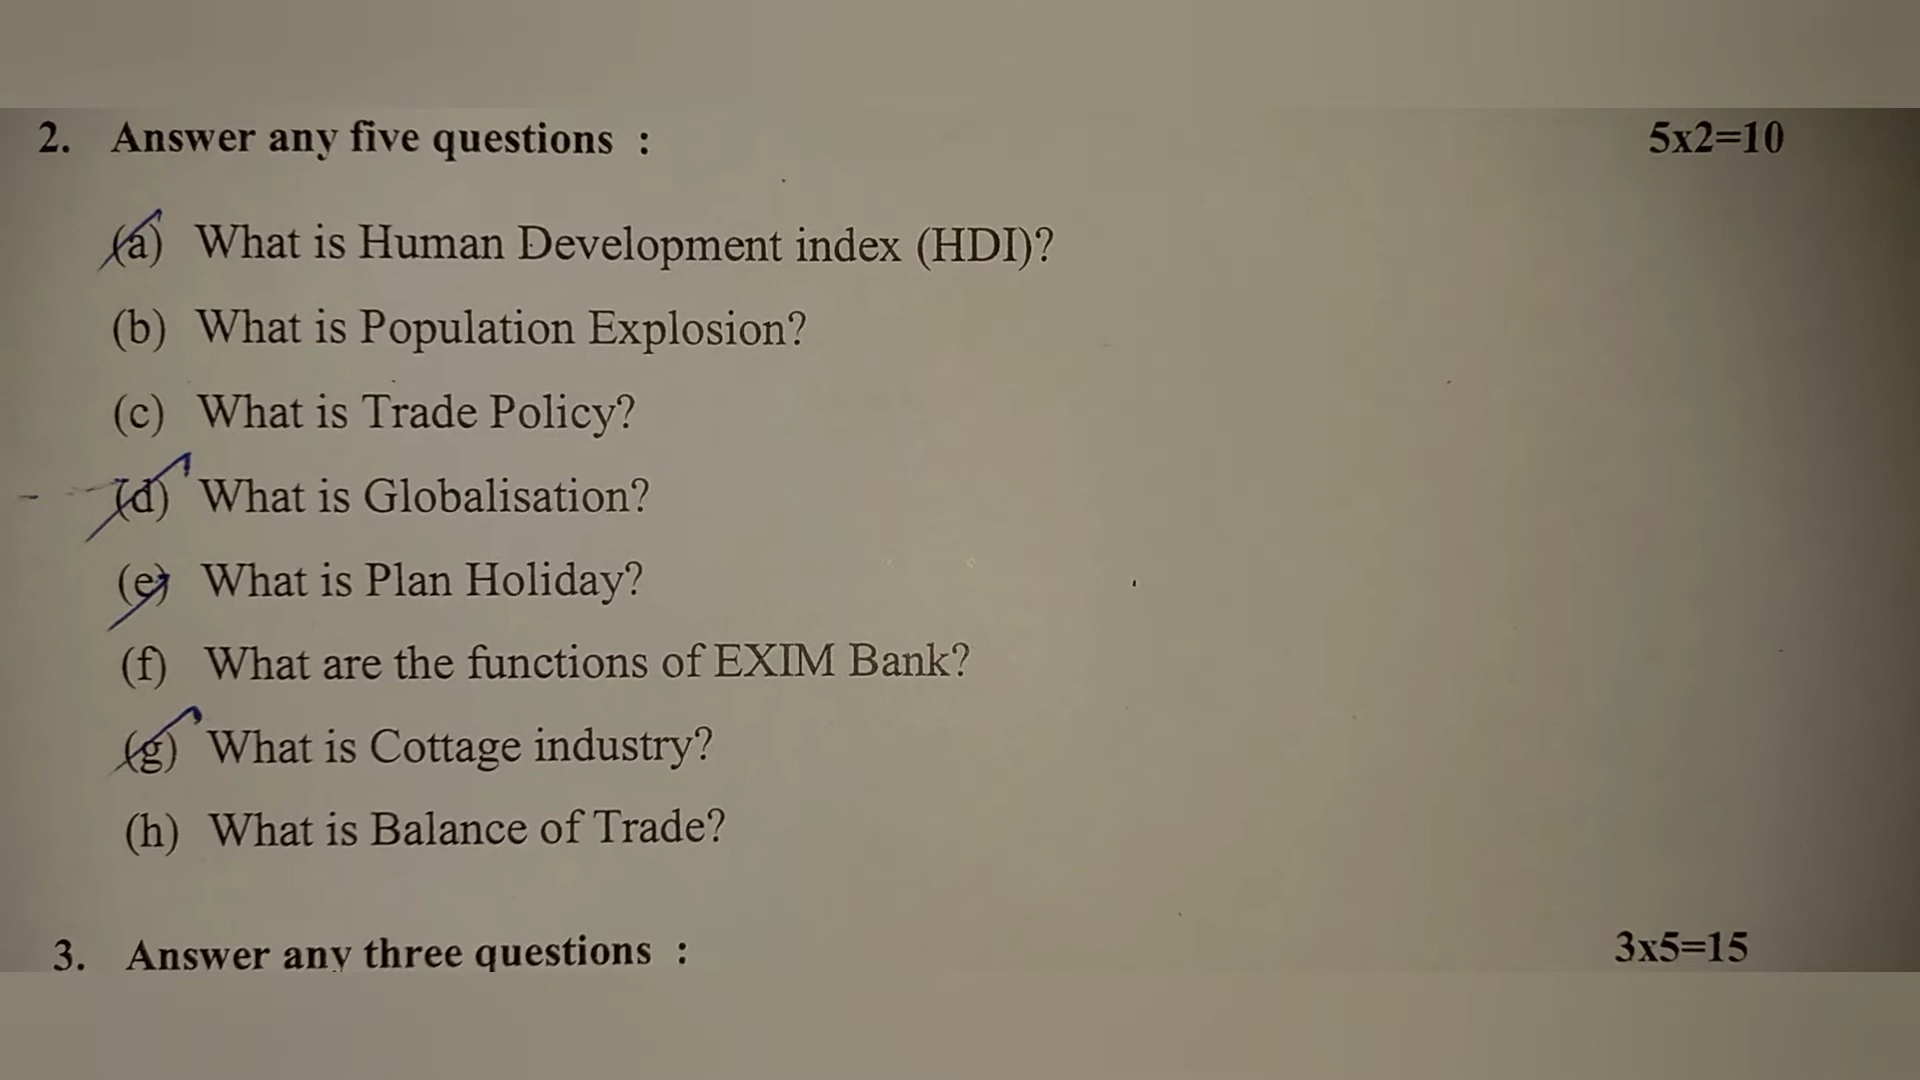 2. Answer any five questions : 5x2=10
(a) What is Human Development index (HDI)?
(b) What is Population Explosion?
(c) What is Trade Policy?
(d) What is Globalisation?
(e) What is Plan Holiday?
(f) What are the functions of EXIM Bank?
(g) What is Cottage industry?
(h) What is Balance of Trade?
3. Answer any three questions : 3x5=15